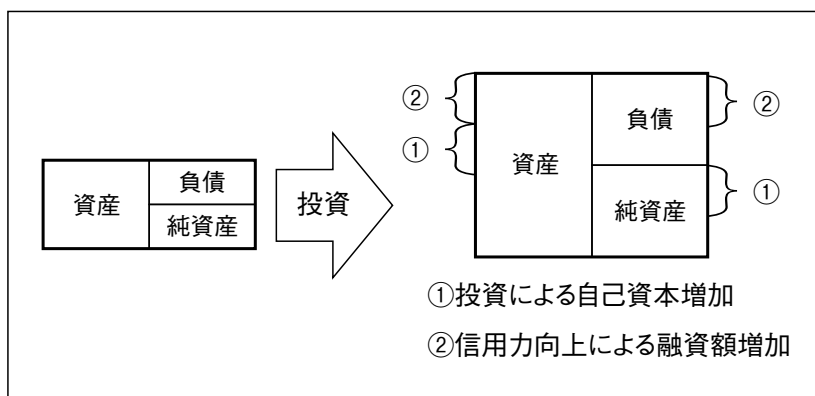 資産
負債
純資産
投資
②
①
資産
負債
純資産
②
①
①投資による自己資本増加
②信用力向上による融資額増加